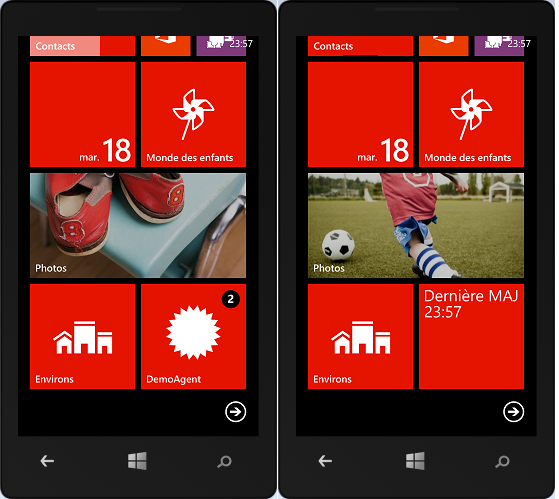 Contacts
23:57
mar. 18
Monde des enfants
Photos
Environs
2
DemoAgent
Contacts
23:57
mar. 18
Monde des enfants
Photos
Environs
Dernière MAJ
23:57